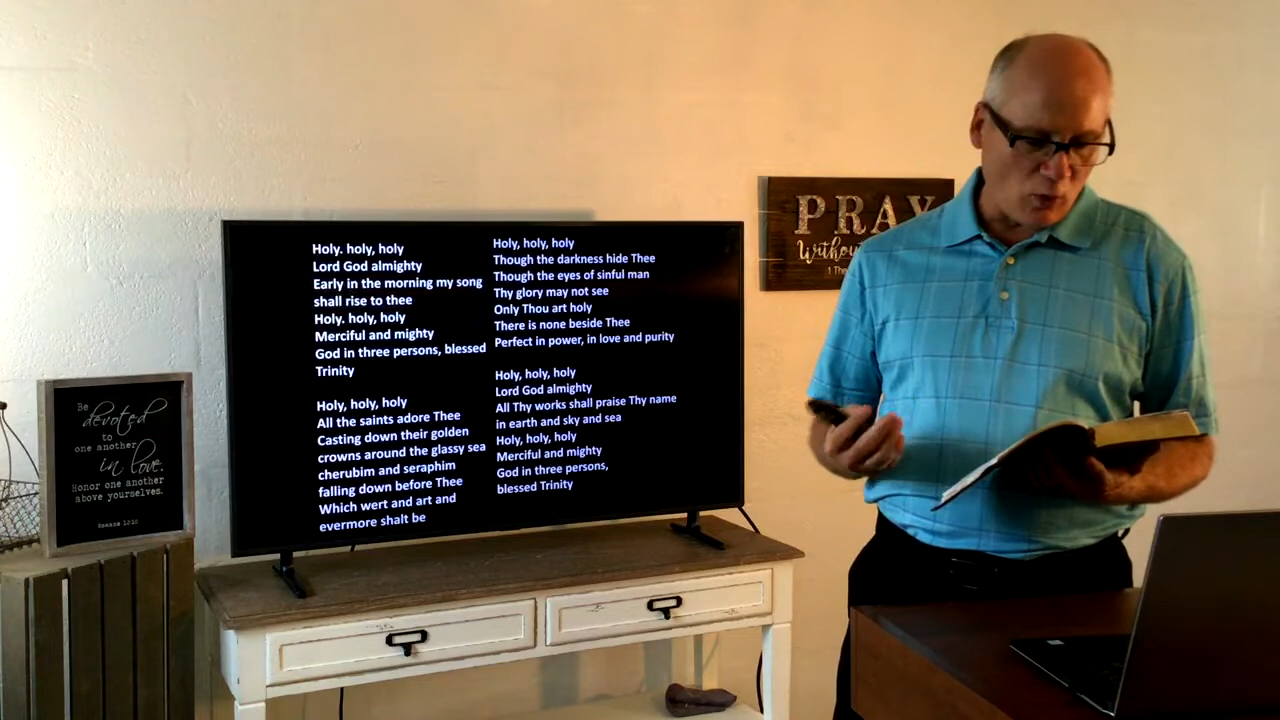 Holy. holy, holy
Lord God almighty
Early in the morning my song
shall rise to thee
Holy. holy, holy
Merciful and mighty
God in three persons, blessed
Trinity
Holy, holy, holy
All the saints adore Thee
Casting down their golden
crowns around the glassy sea
cherubim and seraphim
falling down before Thee
Which wert and art and
evermore shalt be
Holy, holy, holy
Though the darkness hide Thee
Though the eyes of sinful man
Thy glory may not see
Only Thou art holy
There is none beside Thee
Perfect in power, in love and purity
Holy, holy, holy
Lord God almighty
All Thy works shall praise Thy name
in earth and sky and sea
Holy, holy, holy
Merciful and mighty
God in three persons,
blessed Trinity
Be
devoted
to
one another
in love.
Honor one another
above yourselves.
Romans 12:10
PRAY
1